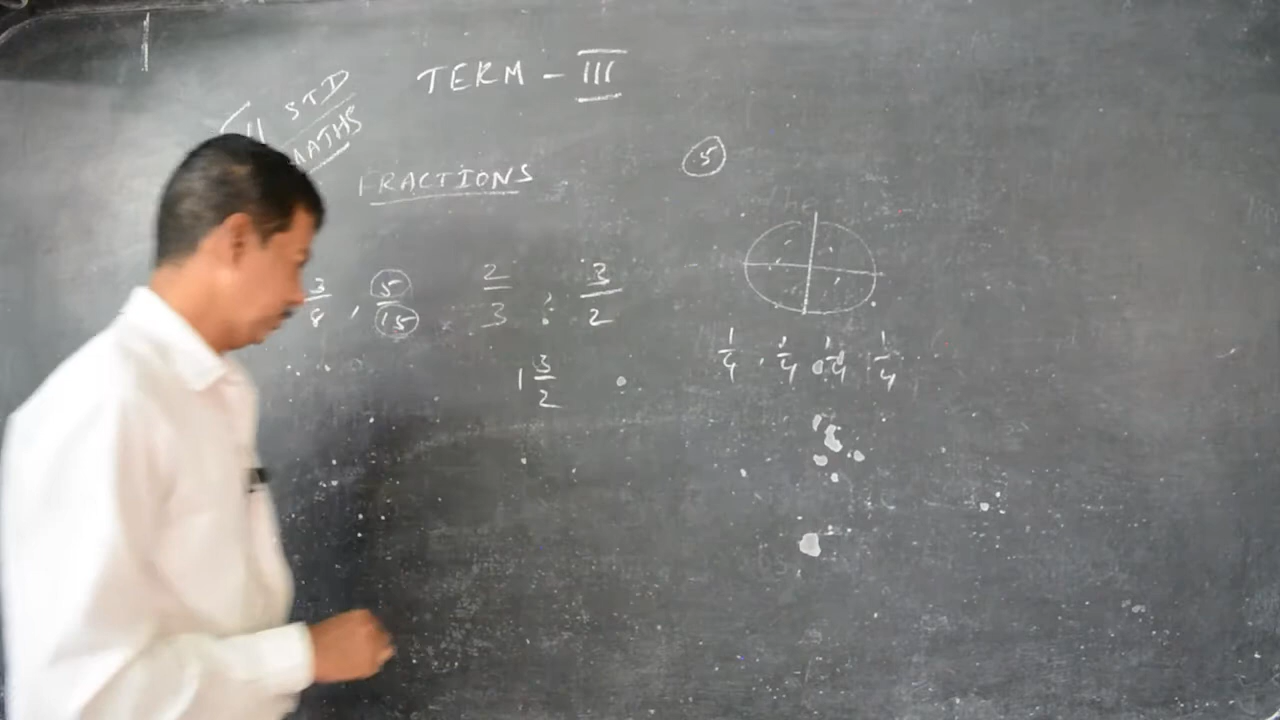 TERM - III
STD
MATHS
FRACTIONS
5
3/8 , 5/15 2/3 ; 3/2
1 3/2
1/4 , 1/4 , 1/4 , 1/4